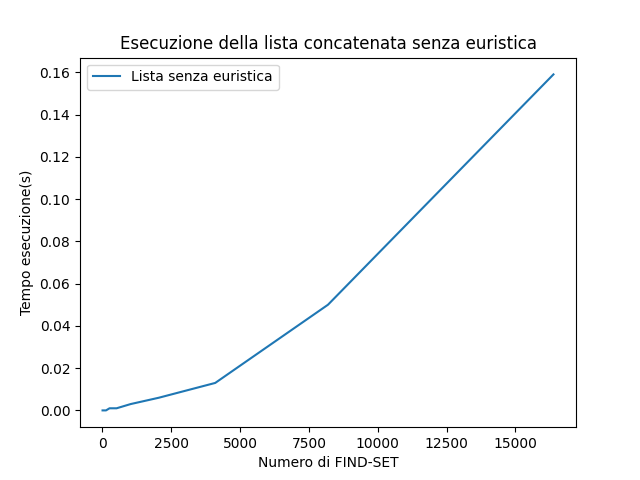 Esecuzione della lista concatenata senza euristica
Lista senza euristica
0.16
0.14
0.12
0.10
0.08
0.06
0.04
0.02
0.00
Tempo esecuzione(s)
0 2500 5000 7500 10000 12500 15000
Numero di FIND-SET